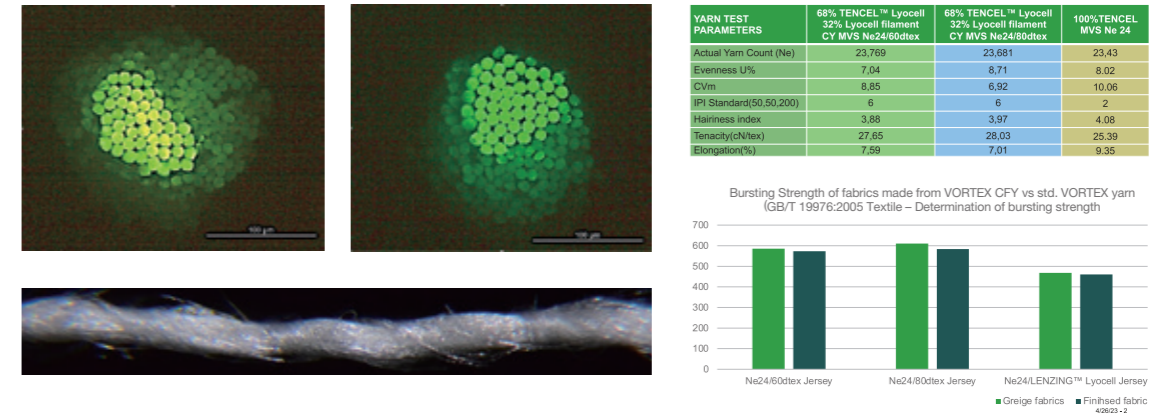 100 µm
100 µm
YARN TEST PARAMETERS
68% TENCEL™ Lyocell 32% Lyocell filament CY MVS Ne24/60dtex
68% TENCEL™ Lyocell 32% Lyocell filament CY MVS Ne24/80dtex
100%TENCEL MVS Ne 24
Actual Yarn Count (Ne) 23,769 23,681 23,43
Evenness U% 7,04 8,71 8.02
CVm 8,85 6,92 10.06
IPI Standard(50,50,200) 6 6 2
Hairiness index 3,88 3,97 4.08
Tenacity(cN/tex) 27,65 28,03 25.39
Elongation(%) 7,59 7,01 9.35
Bursting Strength of fabrics made from VORTEX CFY vs std. VORTEX yarn
(GB/T 19976:2005 Textile – Determination of bursting strength
700
600
500
400
300
200
100
0
Ne24/60dtex Jersey Ne24/80dtex Jersey Ne24/LENZING™ Lyocell Jersey
Greige fabrics Finihsed fabric
4/26/23 - 2